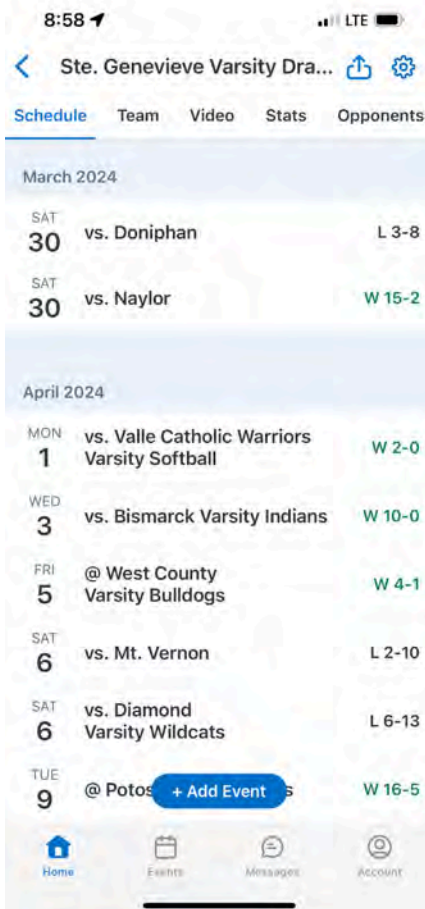 8:58
LTE
Ste. Genevieve Varsity Dra...
Schedule Team Video Stats Opponents
March 2024
SAT
30 vs. Doniphan L 3-8
SAT
30 vs. Naylor W 15-2
April 2024
MON
1 vs. Valle Catholic Warriors
Varsity Softball W 2-0
WED
3 vs. Bismarck Varsity Indians W 10-0
FRI
5 @ West County
Varsity Bulldogs W 4-1
SAT
6 vs. Mt. Vernon L 2-10
SAT
6 vs. Diamond
Varsity Wildcats L 6-13
TUE
9 @ Potos s W 16-5
+ Add Event
Home Events Messages Account